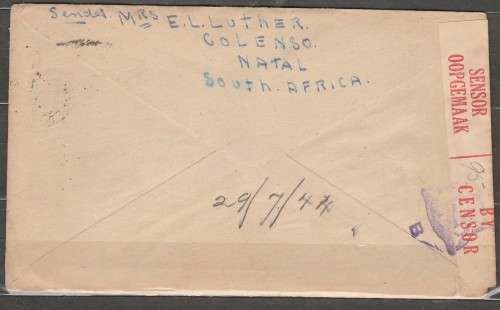 Sender. MRS E. L. LUTHER.
COLENSO.
NATAL
South. AFRICA.
29/7/44
SENSOR
OOPGEMAAK
BY
CENSOR
B